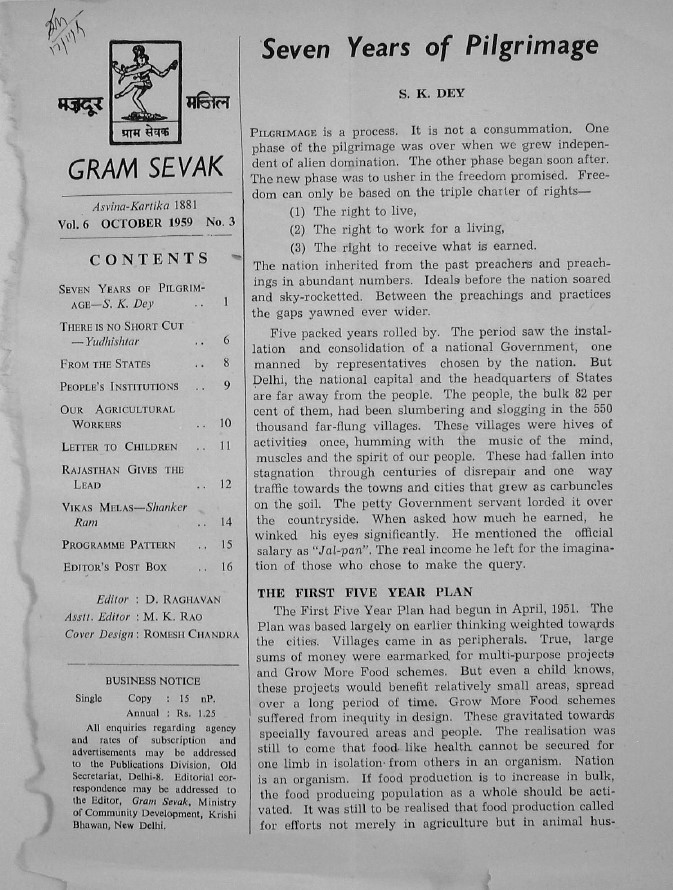 मज़दूर मन्ज़िल
ग्राम सेवक
GRAM SEVAK
Asvina-Kartika 1881
Vol. 6 OCTOBER 1959 No. 3
CONTENTS
SEVEN YEARS OF PILGRIM-
AGE—S. K. Dey .. 1
THERE IS NO SHORT CUT
—Yudhishtar .. 6
FROM THE STATES .. 8
PEOPLE'S INSTITUTIONS .. 9
OUR AGRICULTURAL
WORKERS .. 10
LETTER TO CHILDREN .. 11
RAJASTHAN GIVES THE
LEAD .. 12
VIKAS MELAS—Shanker
Ram .. 14
PROGRAMME PATTERN .. 15
EDITOR'S POST BOX .. 16
Editor : D. RAGHAVAN
Asstt. Editor : M. K. RAO
Cover Design : ROMESH CHANDRA
BUSINESS NOTICE
Single Copy : 15 nP.
Annual : Rs. 1.25
All enquiries regarding agency
and rates of subscription and
advertisements may be addressed
to the Publications Division, Old
Secretariat, Delhi-8. Editorial cor-
respondence may be addressed to
the Editor, Gram Sevak, Ministry
of Community Development, Krishi
Bhawan, New Delhi.
Seven Years of Pilgrimage
S. K. DEY
PILGRIMAGE is a process. It is not a consummation. One
phase of the pilgrimage was over when we grew indepen-
dent of alien domination. The other phase began soon after.
The new phase was to usher in the freedom promised. Free-
dom can only be based on the triple charter of rights—
(1) The right to live,
(2) The right to work for a living,
(3) The right to receive what is earned.
The nation inherited from the past preachers and preach-
ings in abundant numbers. Ideals before the nation soared
and sky-rocketted. Between the preachings and practices
the gaps yawned ever wider.
Five packed years rolled by. The period saw the instal-
lation and consolidation of a national Government, one
manned by representatives chosen by the nation. But
Delhi, the national capital and the headquarters of States
are far away from the people. The people, the bulk 82 per
cent of them, had been slumbering and slogging in the 550
thousand far-flung villages. These villages were hives of
activities once, humming with the music of the mind,
muscles and the spirit of our people. These had fallen into
stagnation through centuries of disrepair and one way
traffic towards the towns and cities that grew as carbuncles
on the soil. The petty Government servant lorded it over
the countryside. When asked how much he earned, he
winked his eyes significantly. He mentioned the official
salary as "Jal-pan". The real income he left for the imagina-
tion of those who chose to make the query.
THE FIRST FIVE YEAR PLAN
The First Five Year Plan had begun in April, 1951. The
Plan was based largely on earlier thinking weighted towards
the cities. Villages came in as peripherals. True, large
sums of money were earmarked for multi-purpose projects
and Grow More Food schemes. But even a child knows,
these projects would benefit relatively small areas, spread
over a long period of time. Grow More Food schemes
suffered from inequity in design. These gravitated towards
specially favoured areas and people. The realisation was
still to come that food like health cannot be secured for
one limb in isolation from others in an organism. Nation
is an organism. If food production is to increase in bulk,
the food producing population as a whole should be acti-
vated. It was still to be realised that food production called
for efforts not merely in agriculture but in animal hus-